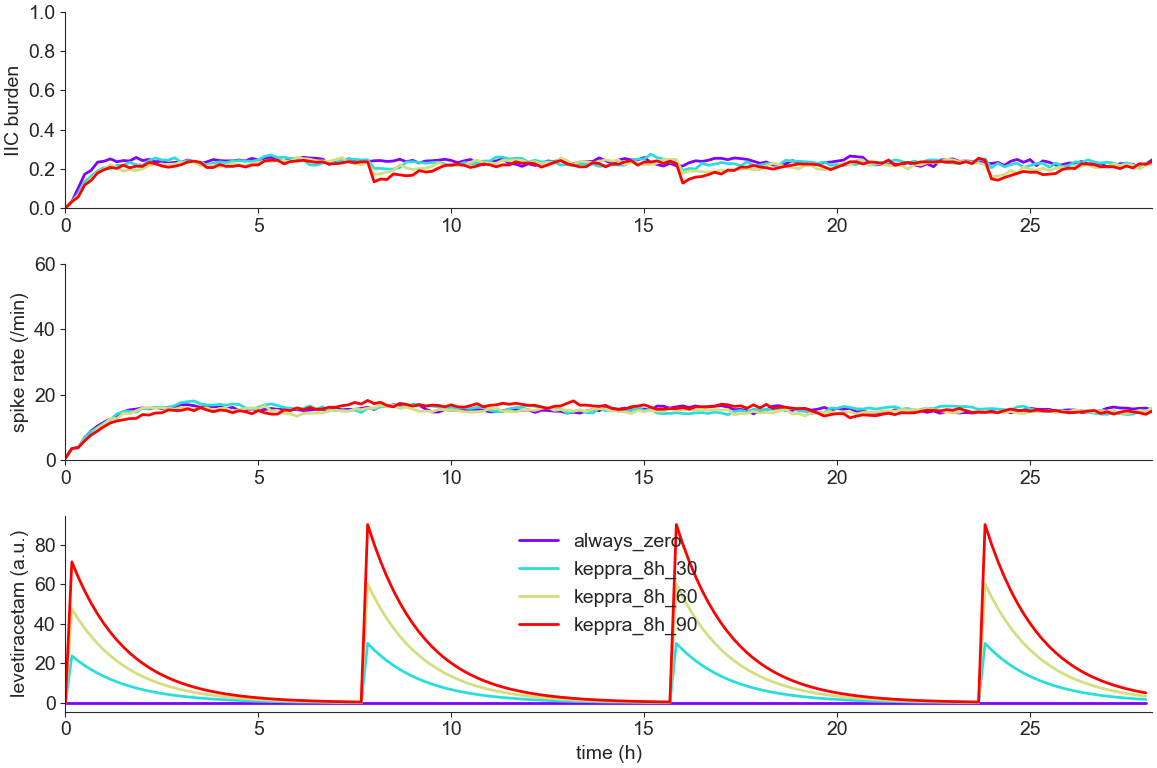 IIC burden
1.0
0.8
0.6
0.4
0.2
0.0
0 5 10 15 20 25
spike rate (/min)
60
40
20
0
0 5 10 15 20 25
levetiracetam (a.u.)
80
60
40
20
0
always_zero
keppra_8h_30
keppra_8h_60
keppra_8h_90
0 5 10 15 20 25
time (h)